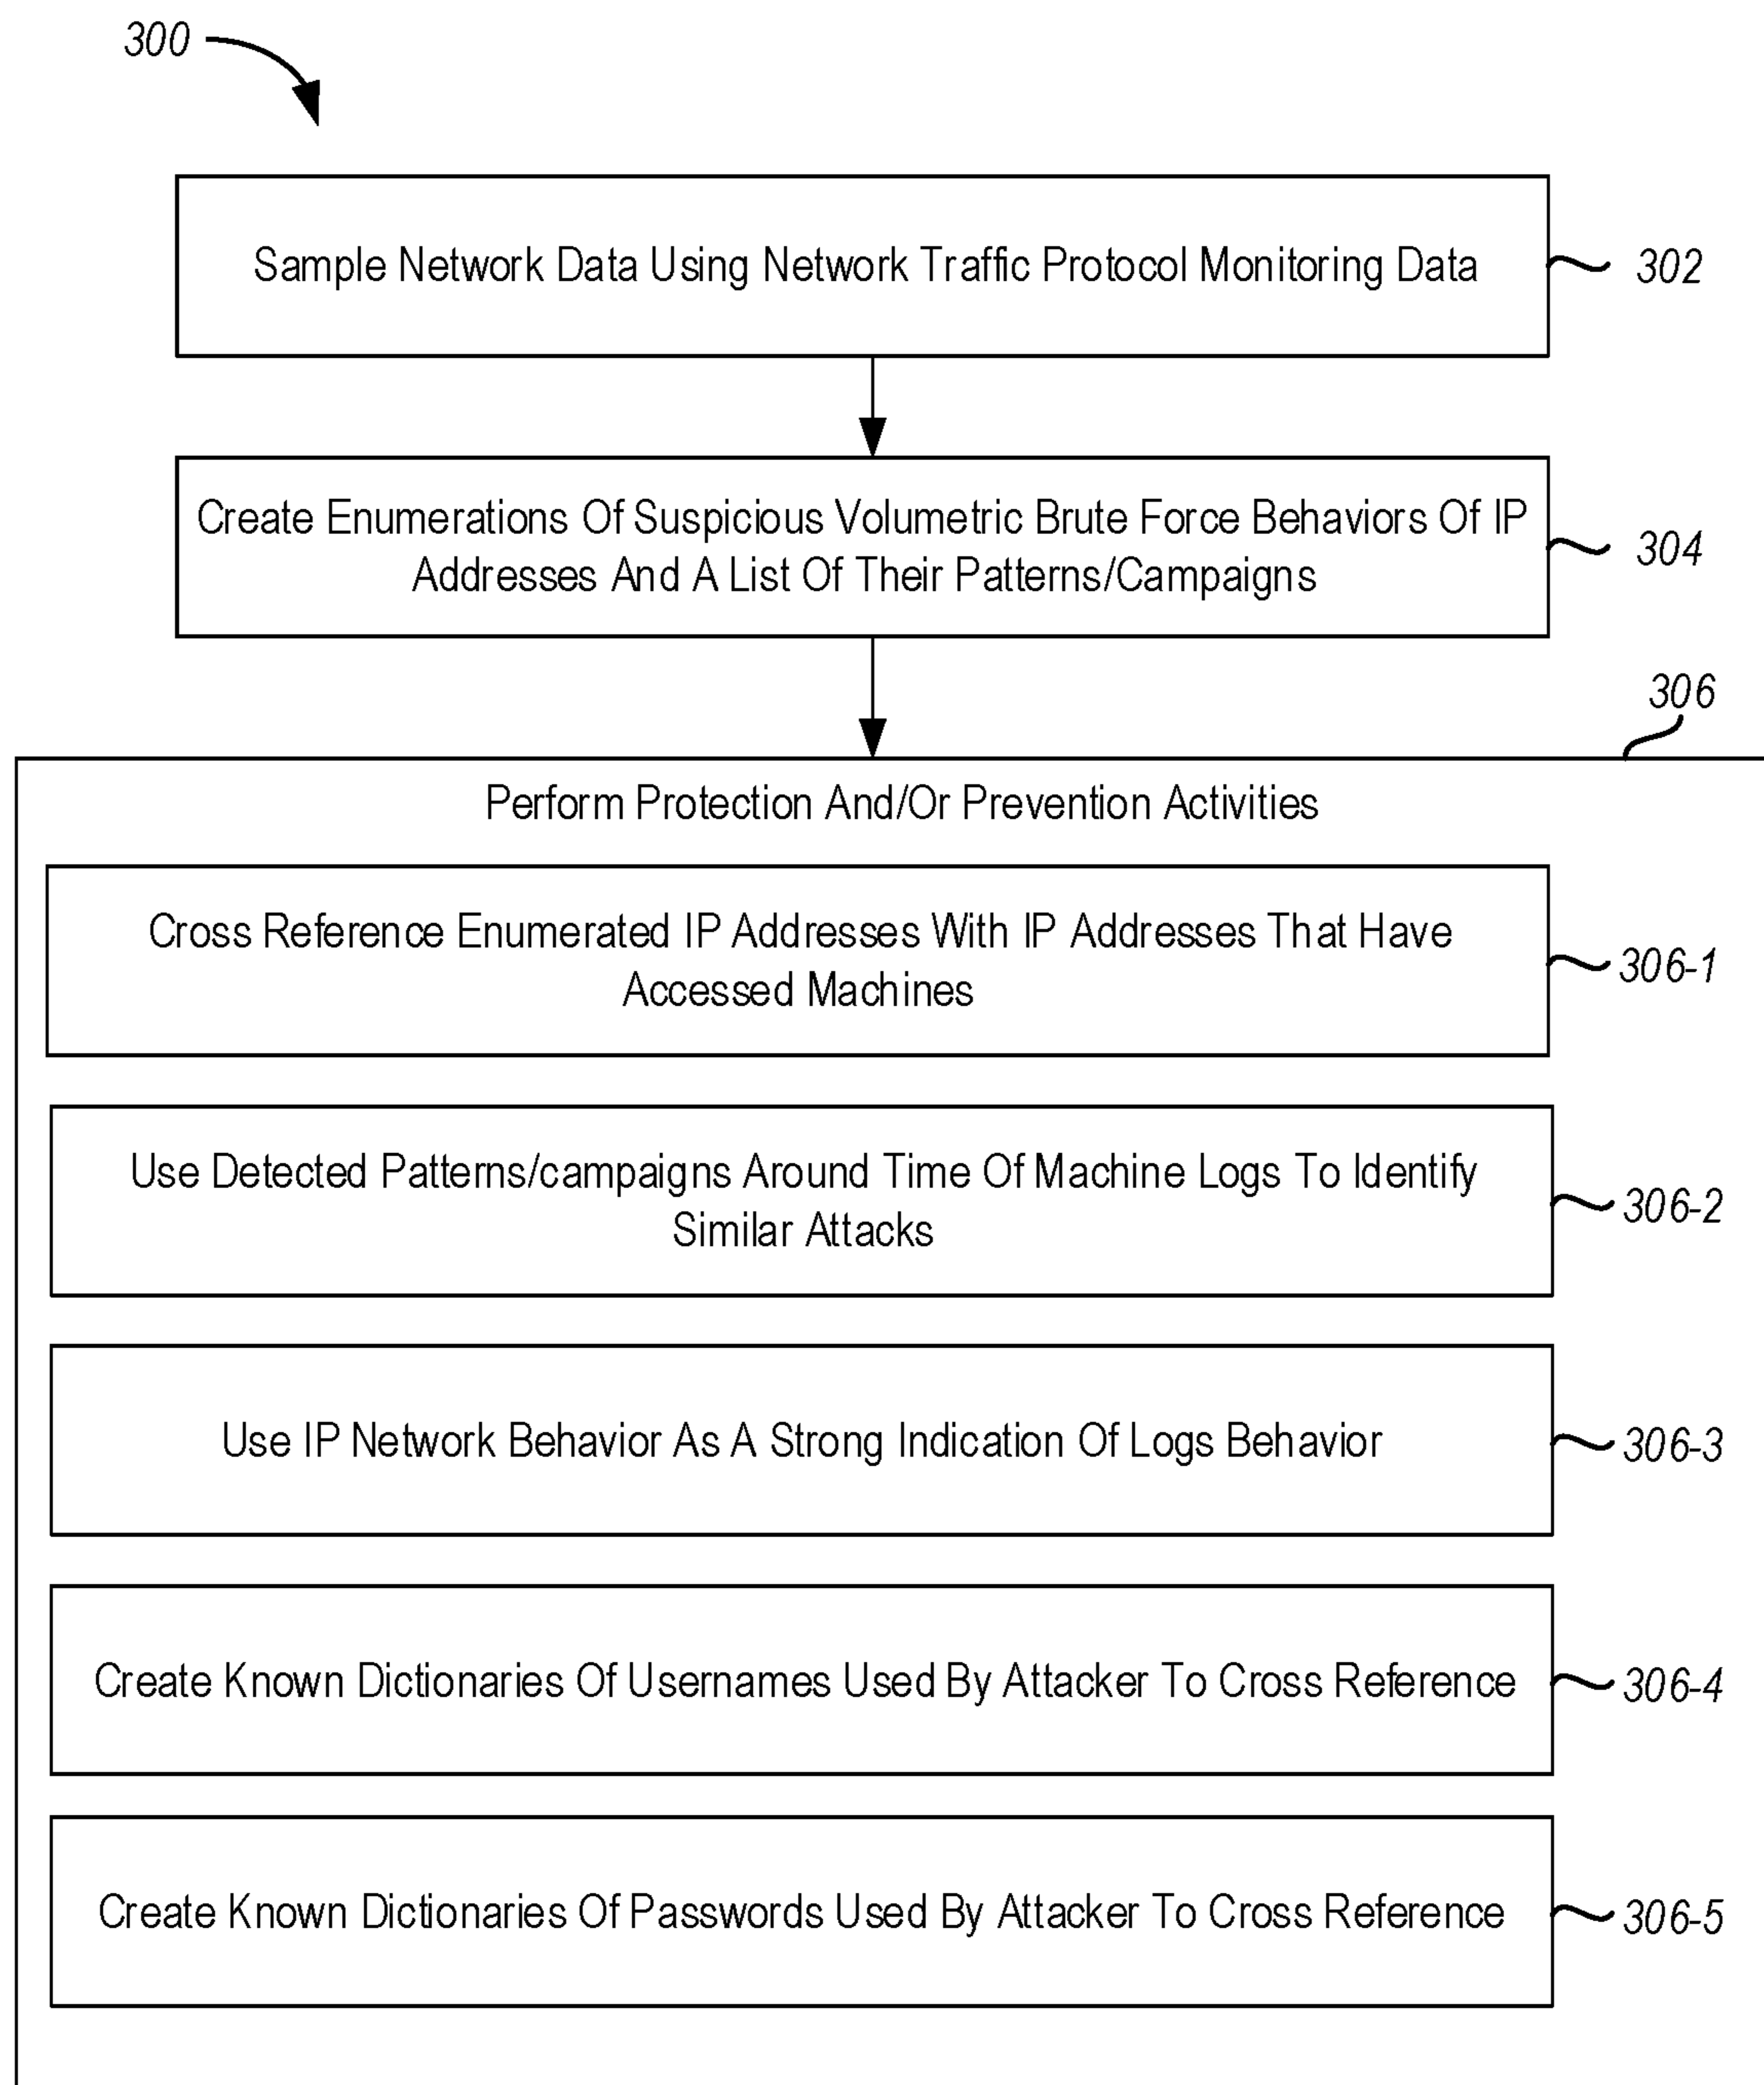 300
Sample Network Data Using Network Traffic Protocol Monitoring Data
302
Create Enumerations Of Suspicious Volumetric Brute Force Behaviors Of IP
Addresses And A List Of Their Patterns/Campaigns
304
306
Perform Protection And/Or Prevention Activities
Cross Reference Enumerated IP Addresses With IP Addresses That Have
Accessed Machines
306-1
Use Detected Patterns/campaigns Around Time Of Machine Logs To Identify
Similar Attacks
306-2
Use IP Network Behavior As A Strong Indication Of Logs Behavior
306-3
Create Known Dictionaries Of Usernames Used By Attacker To Cross Reference
306-4
Create Known Dictionaries Of Passwords Used By Attacker To Cross Reference
306-5